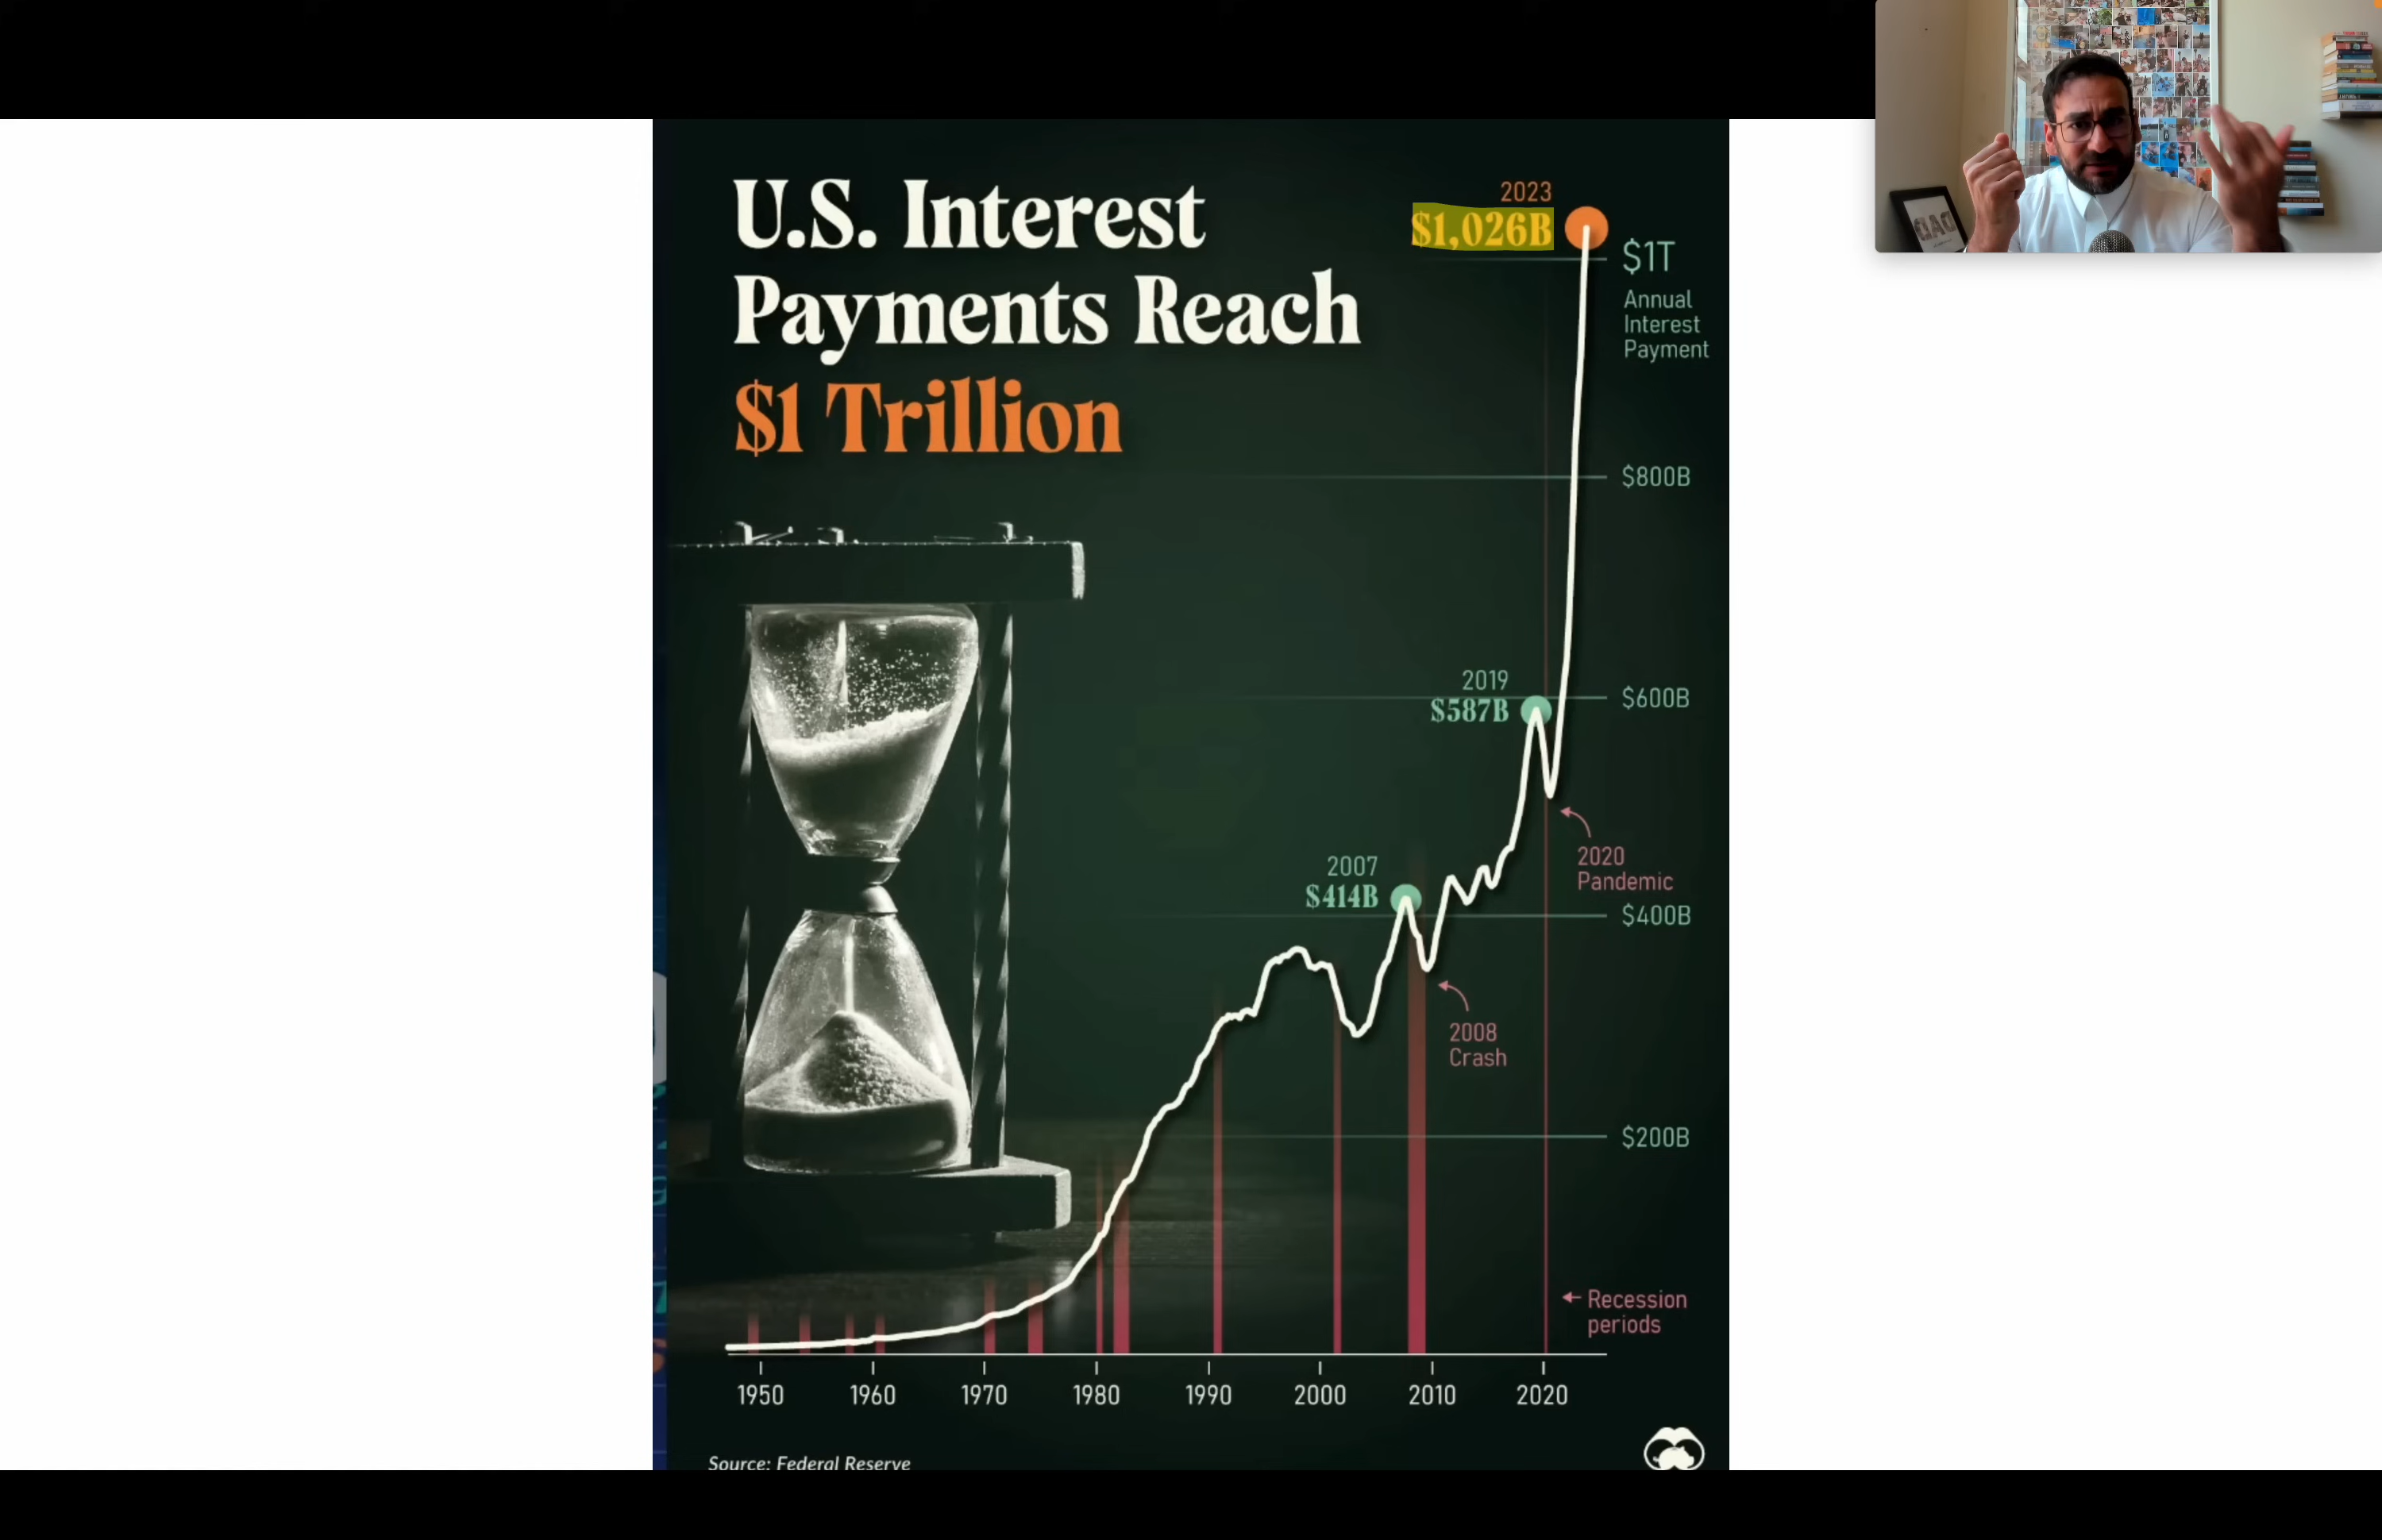 U.S. Interest
Payments Reach
$1 Trillion
2023
$1,026B
$1T
Annual
Interest
Payment
$800B
$600B
2019
$587B
2020
Pandemic
2007
$414B
$400B
2008
Crash
$200B
Recession
periods
1950 1960 1970 1980 1990 2000 2010 2020
Source: Federal Reserve